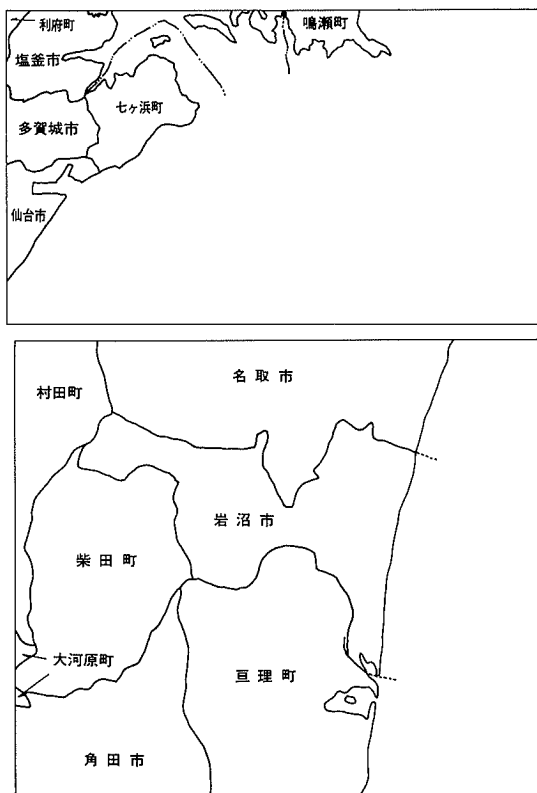 利府町
鳴瀬町
塩釜市
七ヶ浜町
多賀城市
仙台市
名取市
村田町
岩沼市
柴田町
大河原町
亘理町
角田市